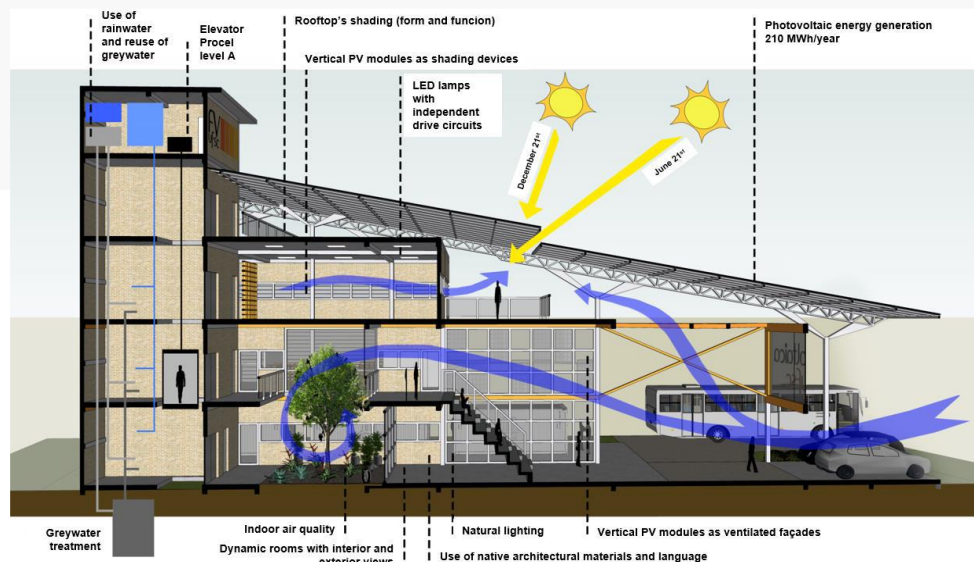 Use of
rainwater
and reuse of
greywater
Elevator
Procel
level A
Rooftop's shading (form and funcion)
Vertical PV modules as shading devices
LED lamps
with
independent
drive circuits
Photovoltaic energy generation
210 MWh/year
December 21st
June 21st
FV
Greywater
treatment
Indoor air quality
Natural lighting
Vertical PV modules as ventilated façades
Dynamic rooms with interior and
exterior views
Use of native architectural materials and language